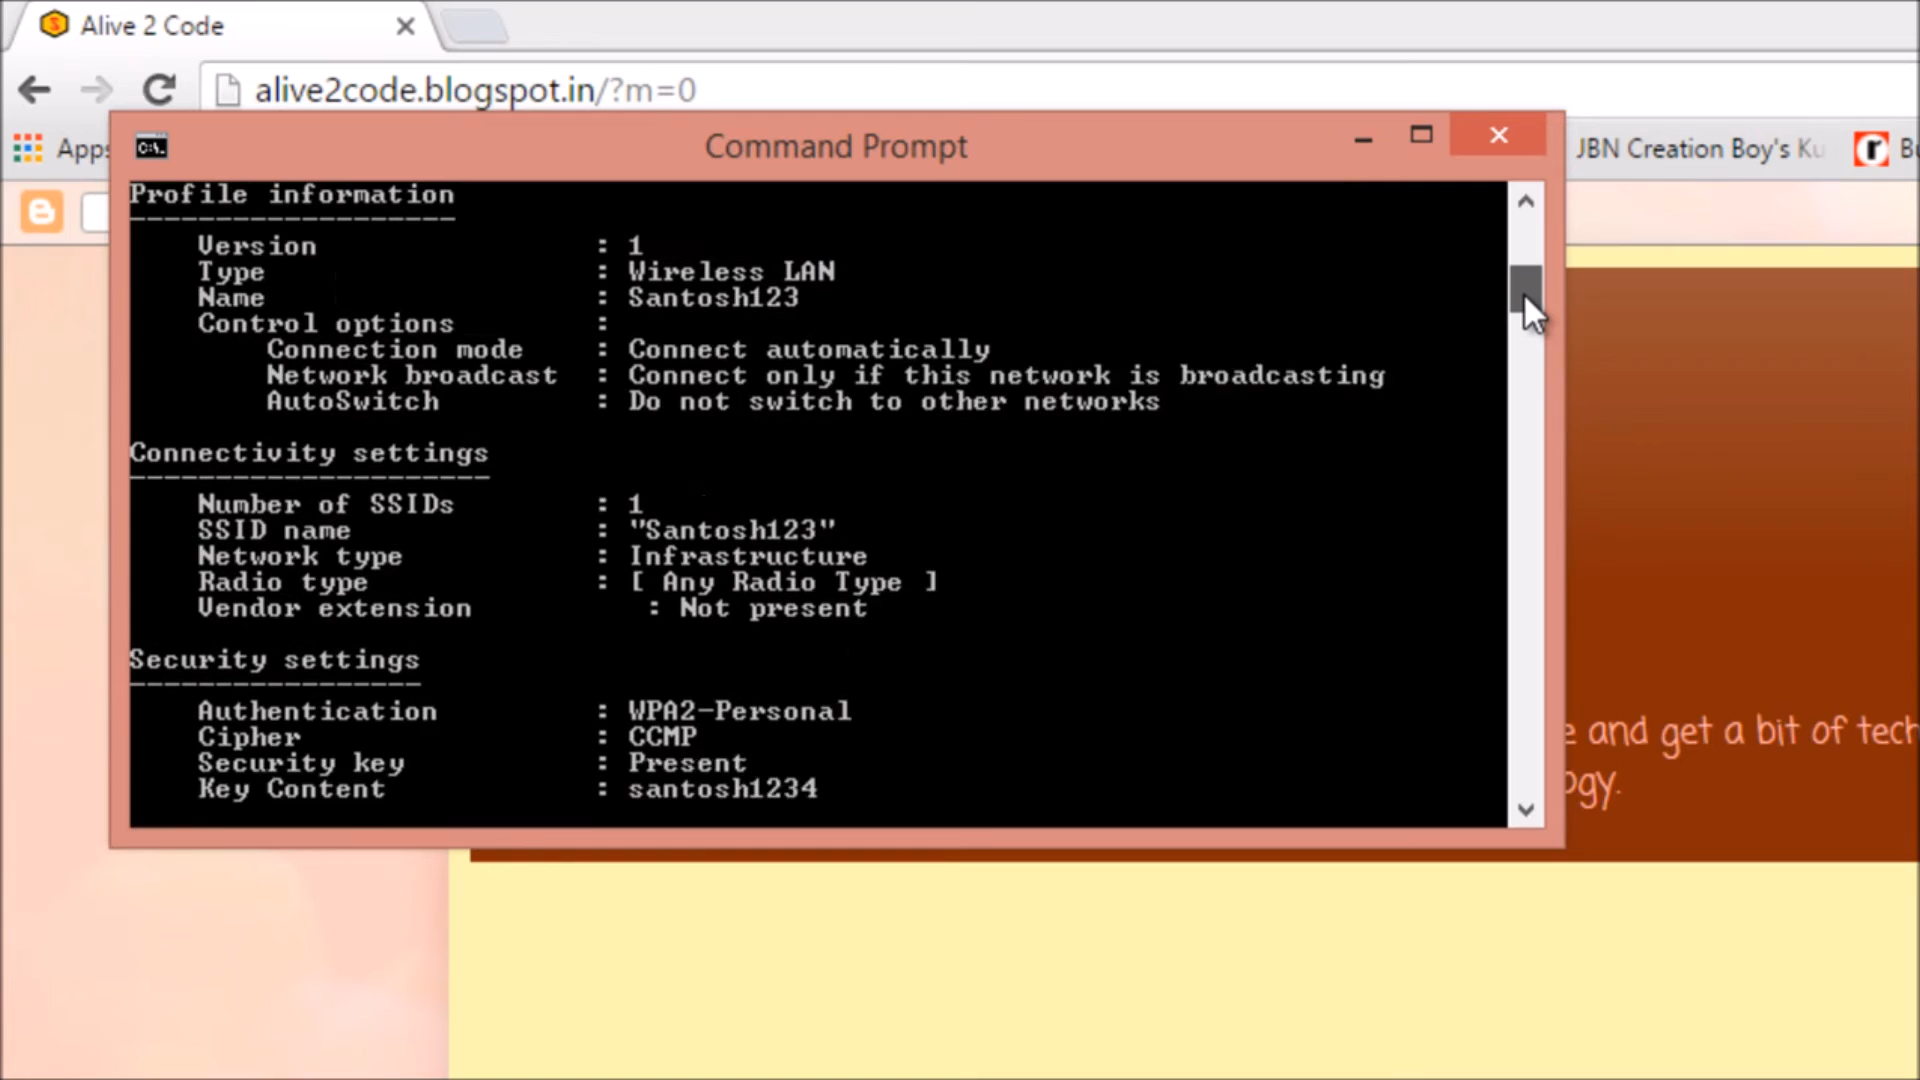 Alive 2 Code
alive2code.blogspot.in/?m=0
Apps
JBN Creation Boy's Ku
Command Prompt
Profile information
-------------------
Version : 1
Type : Wireless LAN
Name : Santosh123
Control options :
Connection mode : Connect automatically
Network broadcast : Connect only if this network is broadcasting
AutoSwitch : Do not switch to other networks
Connectivity settings
---------------------
Number of SSIDs : 1
SSID name : "Santosh123"
Network type : Infrastructure
Radio type : [ Any Radio Type ]
Vendor extension : Not present
Security settings
-----------------
Authentication : WPA2-Personal
Cipher : CCMP
Security key : Present
Key Content : santosh1234
e and get a bit of tech
ogy.